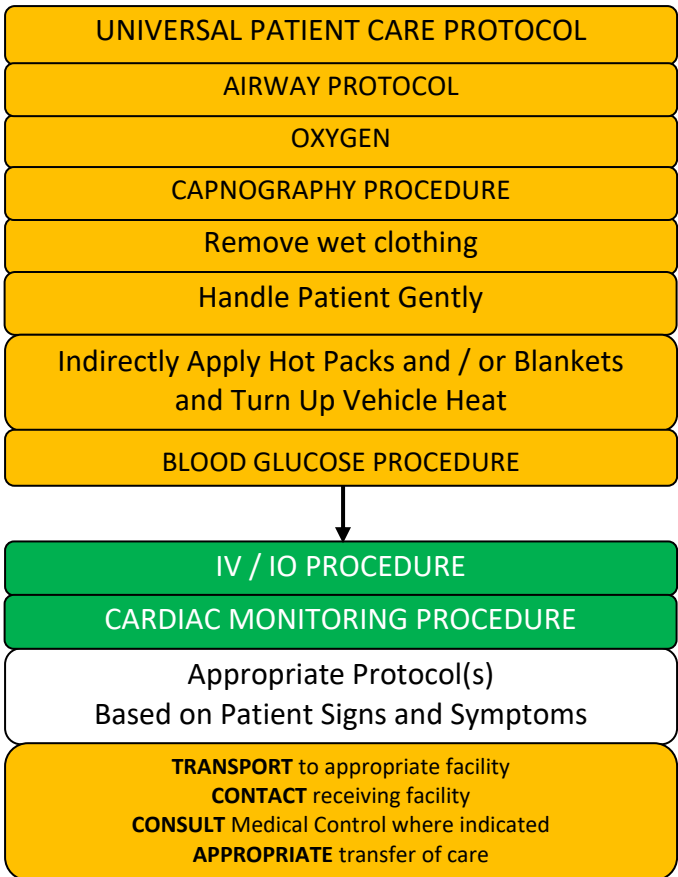 UNIVERSAL PATIENT CARE PROTOCOL
AIRWAY PROTOCOL
OXYGEN
CAPNOGRAPHY PROCEDURE
Remove wet clothing
Handle Patient Gently
Indirectly Apply Hot Packs and / or Blankets
and Turn Up Vehicle Heat
BLOOD GLUCOSE PROCEDURE
IV / IO PROCEDURE
CARDIAC MONITORING PROCEDURE
Appropriate Protocol(s)
Based on Patient Signs and Symptoms
TRANSPORT to appropriate facility
CONTACT receiving facility
CONSULT Medical Control where indicated
APPROPRIATE transfer of care